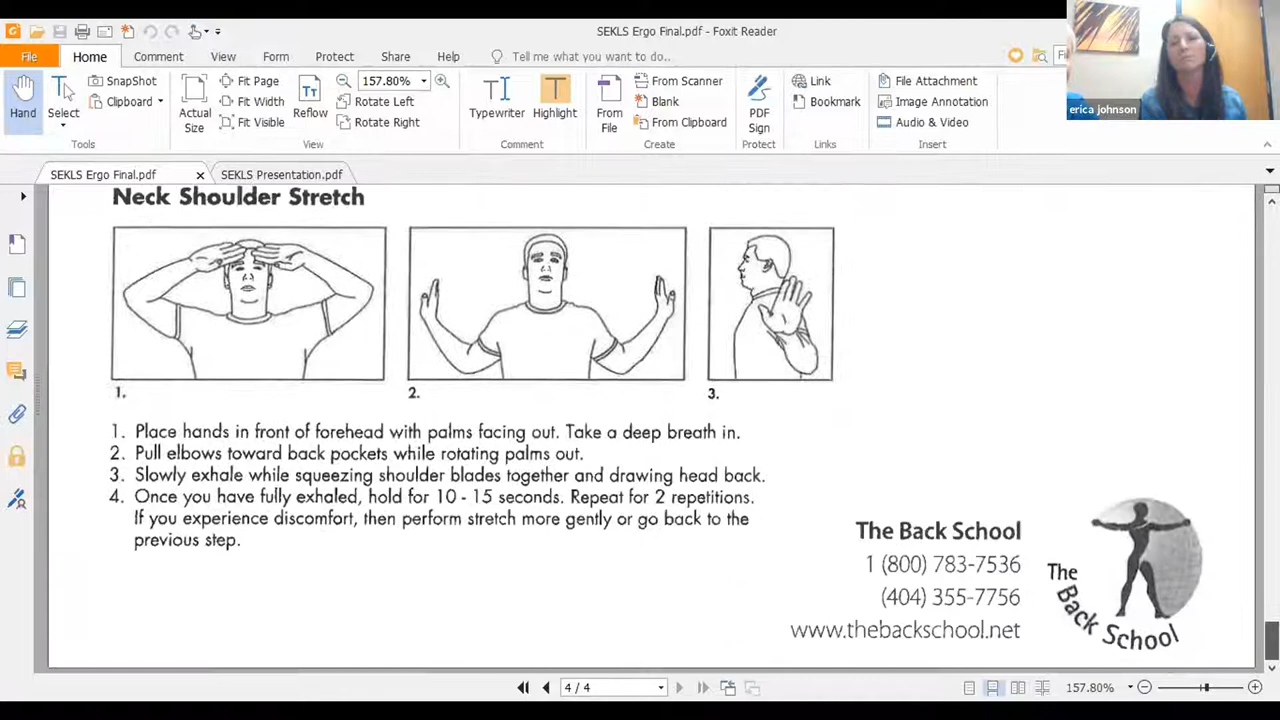 SEKLS Ergo Final.pdf - Foxit Reader
File Home Comment View Form Protect Share Help Tell me what you want to do..
erica johnson
Hand
Select
SnapShot
Clipboard
Tools
Actual Size
Fit Page
Fit Width
Fit Visible
Reflow
157.80%
Rotate Left
Rotate Right
View
Typewriter
Highlight
Comment
From File
From Scanner
Blank
From Clipboard
Create
PDF Sign
Protect
Link
Bookmark
Links
File Attachment
Image Annotation
Audio & Video
Insert
SEKLS Ergo Final.pdf
SEKLS Presentation.pdf
Neck Shoulder Stretch
1.
2.
3.
1. Place hands in front of forehead with palms facing out. Take a deep breath in.
2. Pull elbows toward back pockets while rotating palms out.
3. Slowly exhale while squeezing shoulder blades together and drawing head back.
4. Once you have fully exhaled, hold for 10 - 15 seconds. Repeat for 2 repetitions.
If you experience discomfort, then perform stretch more gently or go back to the
previous step.
The Back School
1 (800) 783-7536
(404) 355-7756
www.thebackschool.net
The Back School
4 / 4
157.80%